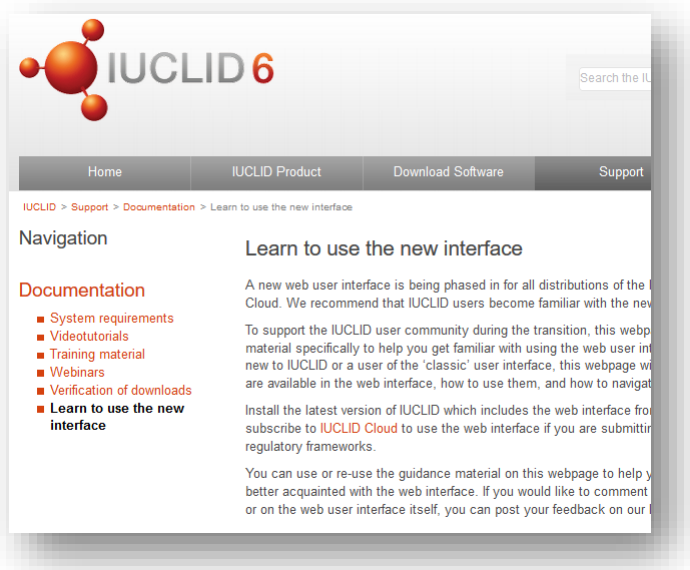 IUCLID 6
Search the IU
Home
IUCLID Product
Download Software
Support
IUCLID > Support > Documentation > Learn to use the new interface
Navigation
Documentation
System requirements
Videotutorials
Training material
Webinars
Verification of downloads
Learn to use the new
interface
Learn to use the new interface
A new web user interface is being phased in for all distributions of the
Cloud. We recommend that IUCLID users become familiar with the new
To support the IUCLID user community during the transition, this webp
material specifically to help you get familiar with using the web user int
new to IUCLID or a user of the ‘classic’ user interface, this webpage wi
are available in the web interface, how to use them, and how to navigat
Install the latest version of IUCLID which includes the web interface fro
subscribe to IUCLID Cloud to use the web interface if you are submittin
regulatory frameworks.
You can use or re-use the guidance material on this webpage to help y
better acquainted with the web interface. If you would like to comment
or on the web user interface itself, you can post your feedback on our